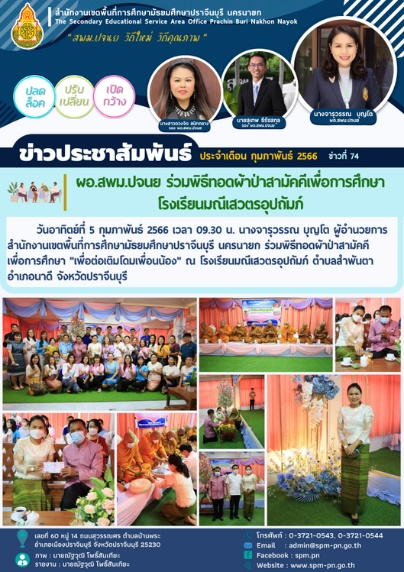 สำนักงานเขตพื้นที่การศึกษามัธยมศึกษาปราจีนบุรี นครนายก
The Secondary Educational Service Area Office Prachin Buri Nakhon Nayok
"สพม.ปจนย วิถีใหม่ วิถีคุณภาพ"
ปลดล็อค
ปรับเปลี่ยน
เปิดกว้าง
นางจารุวรรณ บุญโต
ผอ.สพม.ปจนย
รอง ผอ.สพม.ปจนย
รอง ผอ.สพม.ปจนย
ข่าวประชาสัมพันธ์ ประจำเดือน กุมภาพันธ์ 2566 ข่าวที่ 74
ผอ.สพม.ปจนย ร่วมพิธีทอดผ้าป่าสามัคคีเพื่อการศึกษา
โรงเรียนมณีเสวตรอุปถัมภ์
วันอาทิตย์ที่ 5 กุมภาพันธ์ 2566 เวลา 09.30 น. นางจารุวรรณ บุญโต ผู้อำนวยการ
สำนักงานเขตพื้นที่การศึกษามัธยมศึกษาปราจีนบุรี นครนายก ร่วมพิธีทอดผ้าป่าสามัคคี
เพื่อการศึกษา "เพื่อต่อเติมโดมเพื่อนน้อง" ณ โรงเรียนมณีเสวตรอุปถัมภ์ ตำบลสำพันตา
อำเภอนาดี จังหวัดปราจีนบุรี
เลขที่ 60 หมู่ 14 ถนนสุวรรณศร ตำบลบ้านพระ
อำเภอเมืองปราจีนบุรี จังหวัดปราจีนบุรี 25230
ภาพ : นายณัฐวุฒิ โพธิ์สัมเทียะ
รายงาน : นายณัฐวุฒิ โพธิ์สัมเทียะ
โทรศัพท์ : 0-3721-0543, 0-3721-0544
Email : admin@spm-pn.go.th
Facebook : spm.pn
Website : www.spm-pn.go.th